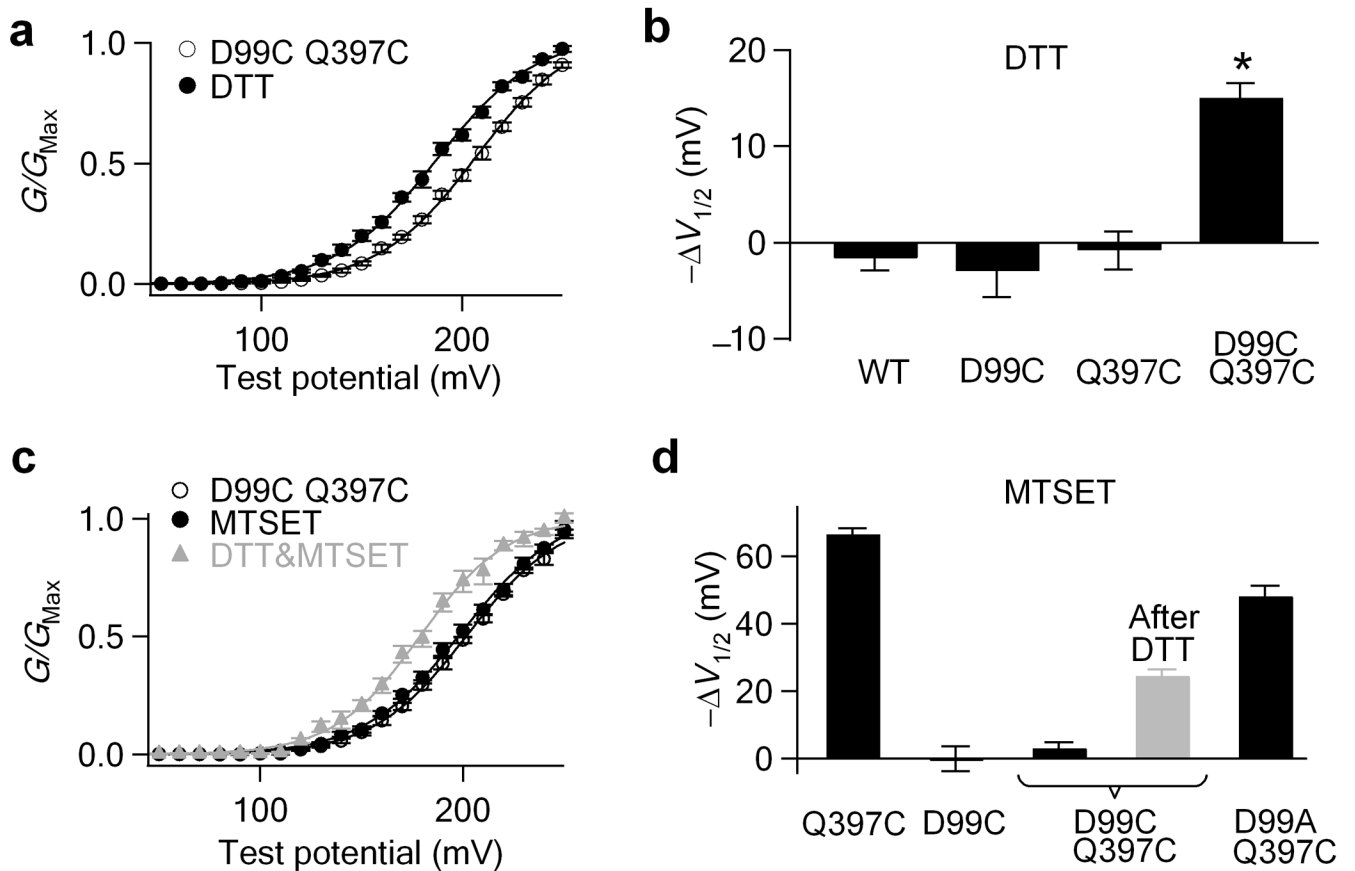 a
D99C Q397C
DTT
1.0
0.5
0.0
G/GMax
100
200
Test potential (mV)
b
DTT
20
10
0
–10
–ΔV1/2 (mV)
*
WT
D99C
Q397C
D99C
Q397C
c
D99C Q397C
MTSET
DTT&MTSET
1.0
0.5
0.0
G/GMax
100
200
Test potential (mV)
d
MTSET
60
40
20
0
–ΔV1/2 (mV)
After
DTT
Q397C
D99C
D99C
Q397C
D99A
Q397C